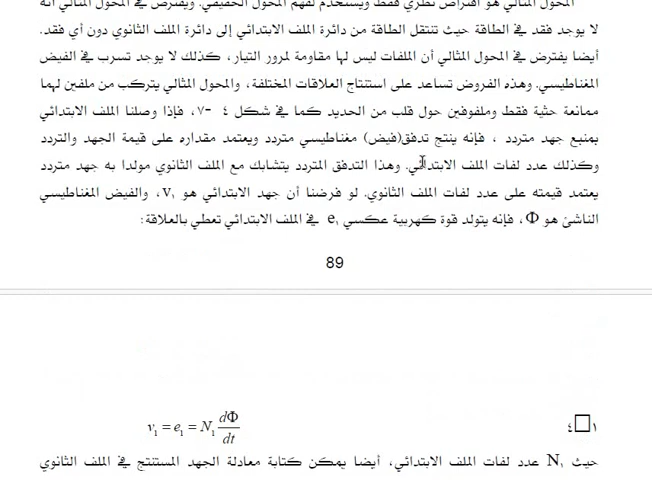 المحول المثالي هو افتراض نظري فقط ويستخدم لفهم المحول الحقيقي. ويفترض في المحول المثالي أنه
لا يوجد فقد في الطاقة حيث تنتقل الطاقة من دائرة الملف الابتدائي إلى دائرة الملف الثانوي دون أي فقد.
أيضا يفترض في المحول المثالي أن الملفات ليس لها مقاومة لمرور التيار، كذلك لا يوجد تسرب في الفيض
المغناطيسي. وهذه الفروض تساعد على استنتاج العلاقات المختلفة، والمحول المثالي يتركب من ملفين لهما
ممانعة حثية فقط وملفوفين حول قلب من الحديد كما في شكل ٤ -٧، فإذا وصلنا الملف الابتدائي
بمنبع جهد متردد ، فإنه ينتج تدفق(فيض) مغناطيسي متردد ويعتمد مقداره على قيمة الجهد والتردد
وكذلك عدد لفات الملف الابتدائي. وهذا التدفق المتردد يتشابك مع الملف الثانوي مولدا به جهد متردد
يعتمد قيمته على عدد لفات الملف الثانوي. لو فرضنا أن جهد الابتدائي هو v₁، والفيض المغناطيسي
الناشئ هو Φ، فإنه يتولد قوة كهربية عكسي e₁ في الملف الابتدائي تعطي بالعلاقة:
89
v₁ = e₁ = N₁ dΦ/dt
٤□١
حيث N₁ عدد لفات الملف الابتدائي، أيضا يمكن كتابة معادلة الجهد المستنتج في الملف الثانوي